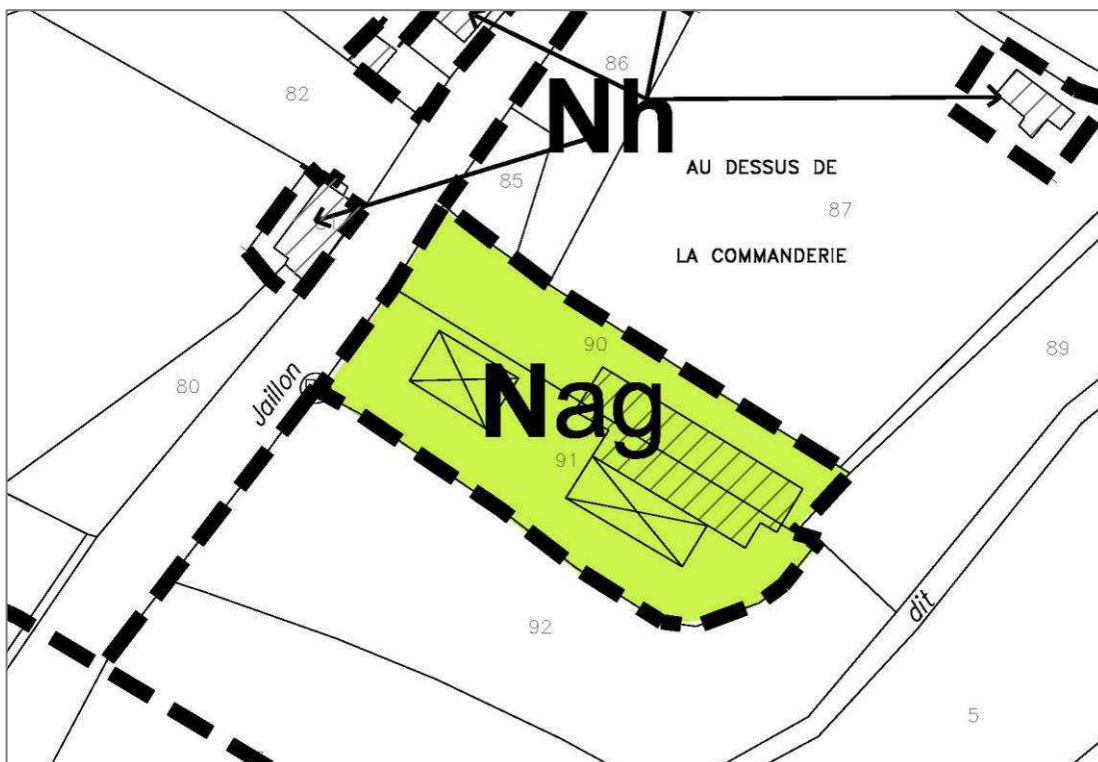 86
82
Nh
AU DESSUS DE
85
87
LA COMMANDERIE
90
89
80
Jaillon
Nag
91
dit
92
5